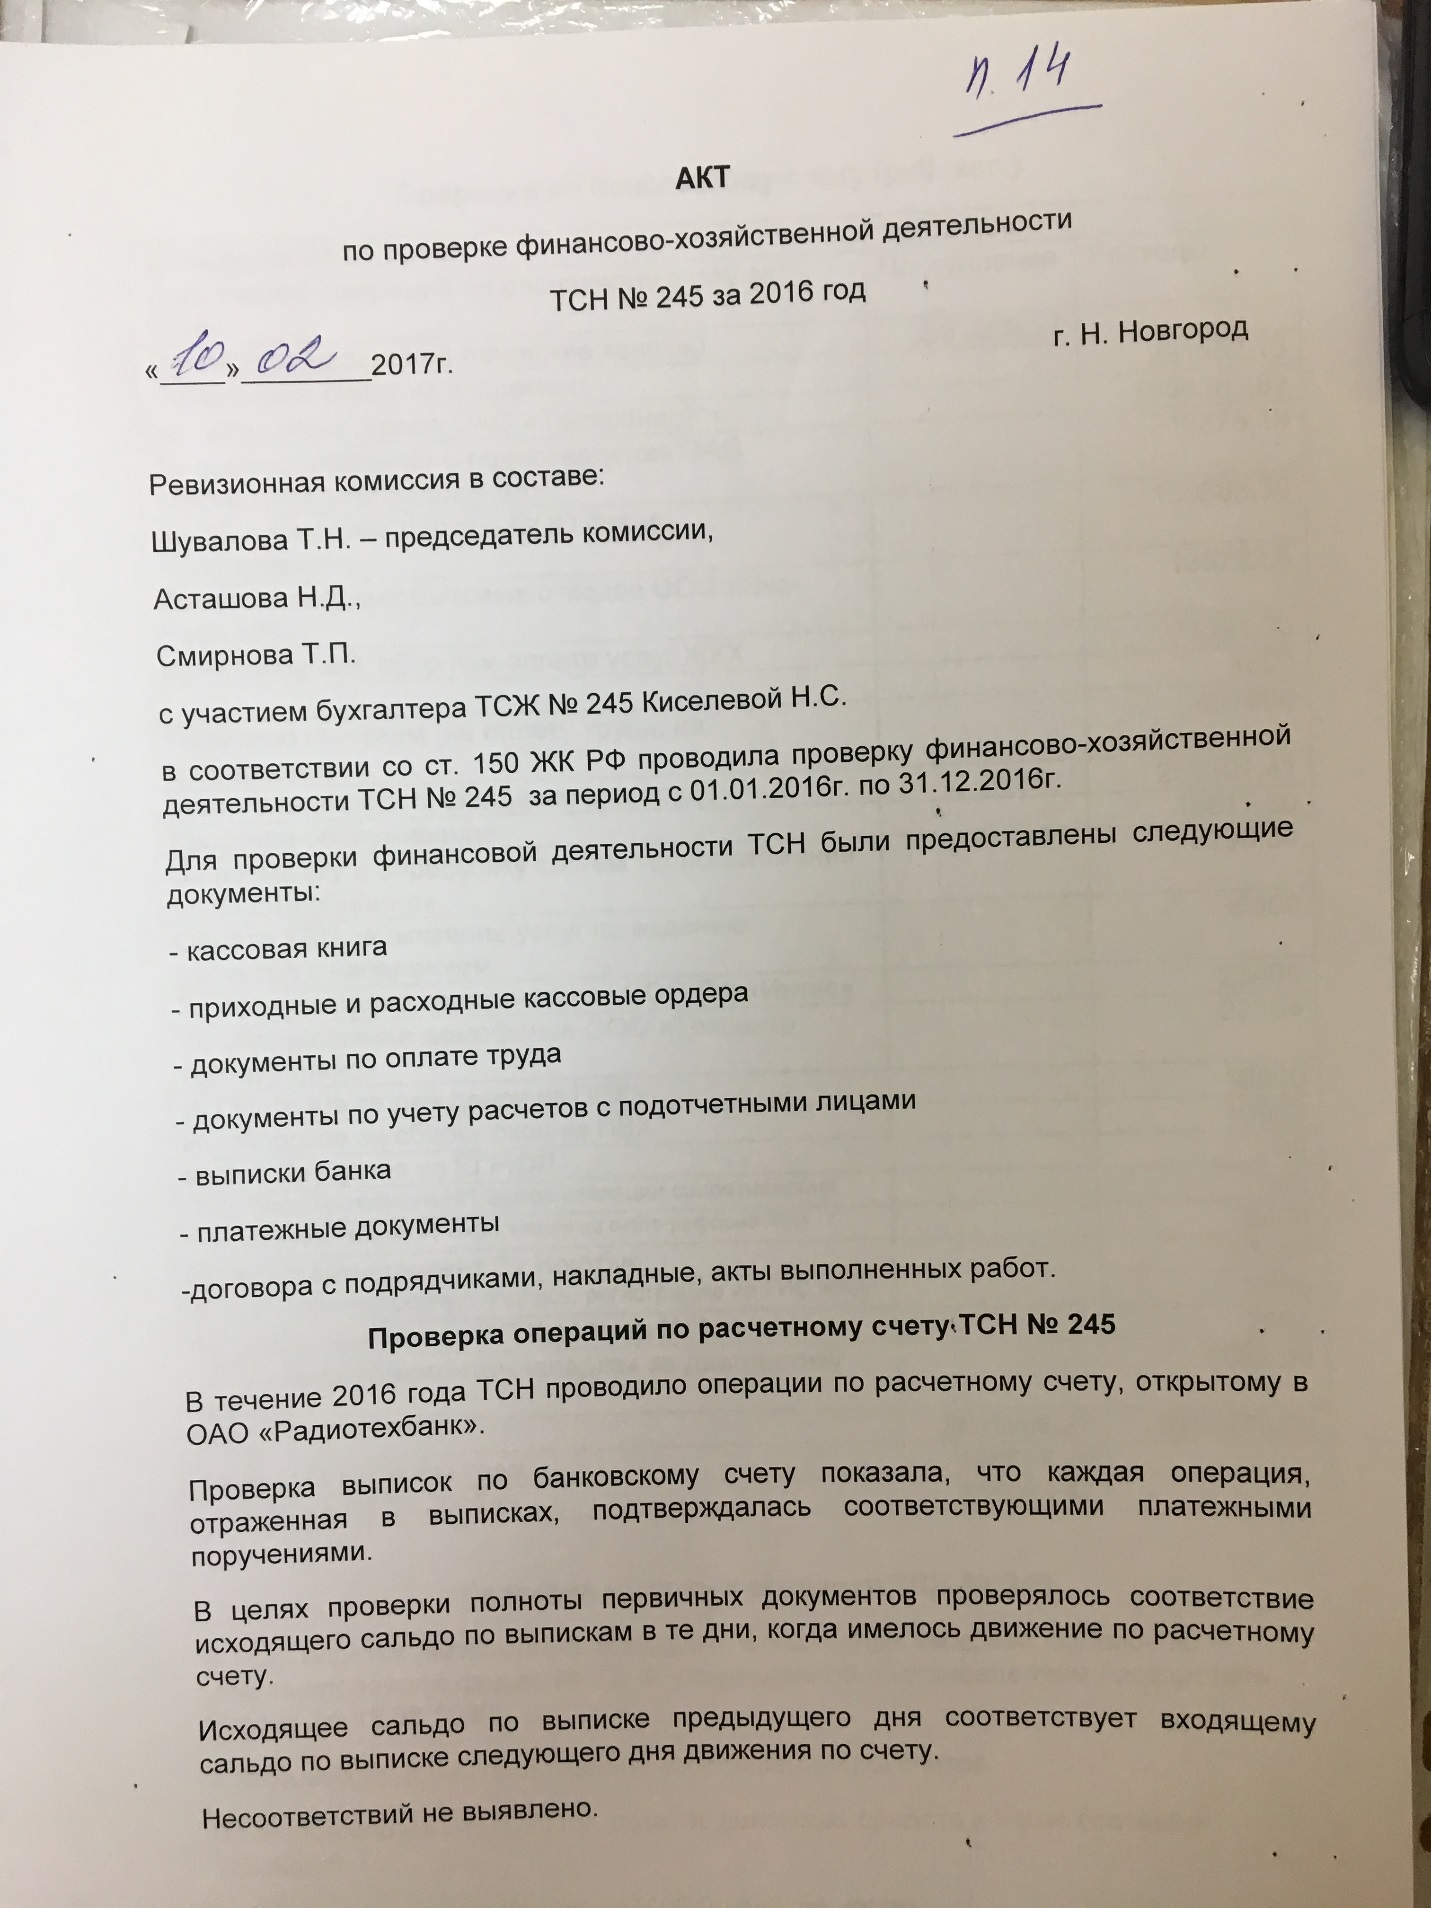 п. 14
АКТ
по проверке финансово-хозяйственной деятельности
ТСН № 245 за 2016 год
г. Н. Новгород
«10» 02 2017г.
Ревизионная комиссия в составе:
Шувалова Т.Н. – председатель комиссии,
Асташова Н.Д.,
Смирнова Т.П.
с участием бухгалтера ТСЖ № 245 Киселевой Н.С.
в соответствии со ст. 150 ЖК РФ проводила проверку финансово-хозяйственной
деятельности ТСН № 245 за период с 01.01.2016г. по 31.12.2016г.
Для проверки финансовой деятельности ТСН были предоставлены следующие
документы:
- кассовая книга
- приходные и расходные кассовые ордера
- документы по оплате труда
- документы по учету расчетов с подотчетными лицами
- выписки банка
- платежные документы
-договора с подрядчиками, накладные, акты выполненных работ.
Проверка операций по расчетному счету ТСН № 245
В течение 2016 года ТСН проводило операции по расчетному счету, открытому в
ОАО «Радиотехбанк».
Проверка выписок по банковскому счету показала, что каждая операция,
отраженная в выписках, подтверждалась соответствующими платежными
поручениями.
В целях проверки полноты первичных документов проверялось соответствие
исходящего сальдо по выпискам в те дни, когда имелось движение по расчетному
счету.
Исходящее сальдо по выписке предыдущего дня соответствует входящему
сальдо по выписке следующего дня движения по счету.
Несоответствий не выявлено.